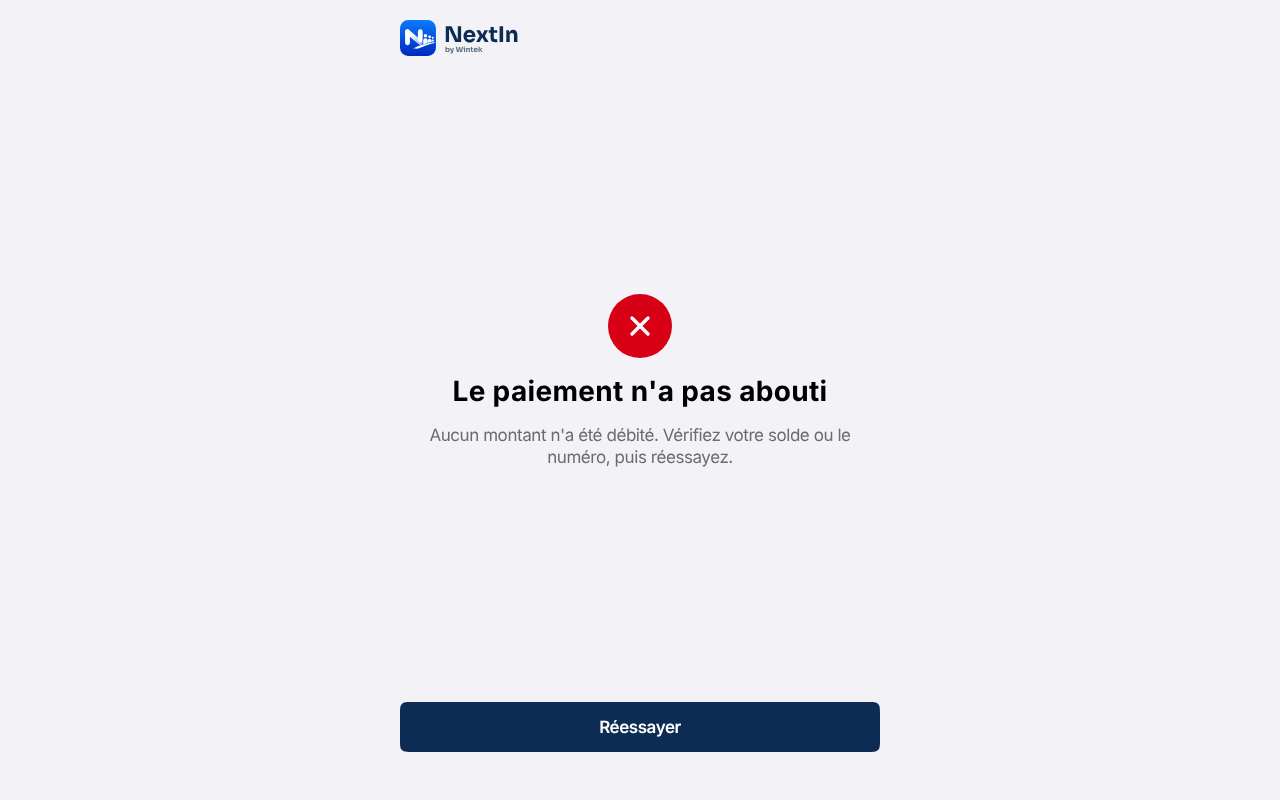 NextIn
by Wintek
Le paiement n'a pas abouti
Aucun montant n'a été débité. Vérifiez votre solde ou le
numéro, puis réessayez.
Réessayer